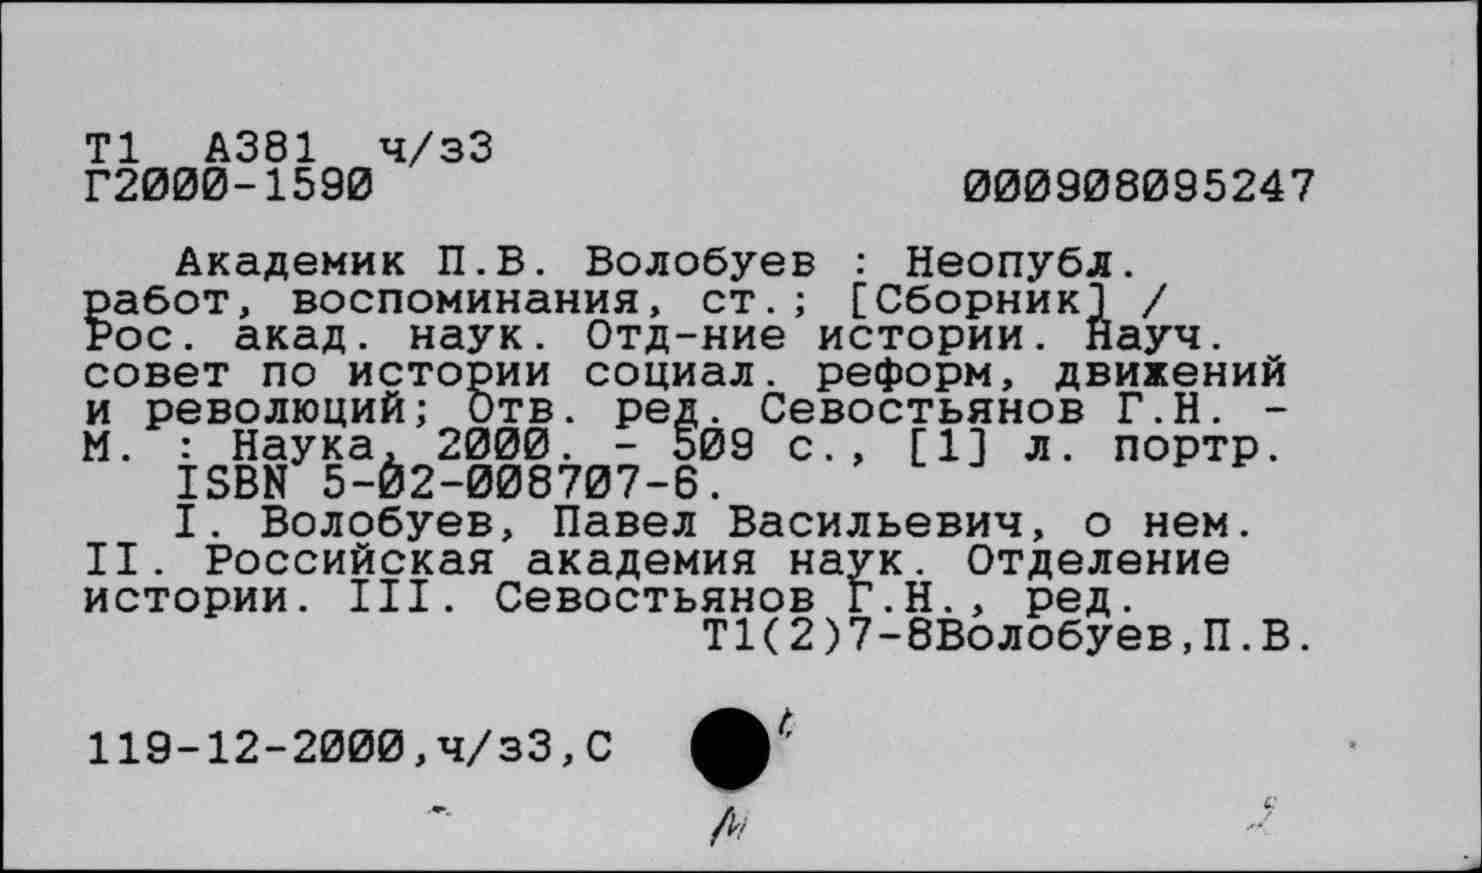 Т1 А381 ч/з3
Г2000-1590 000908095247
Академик П.В. Волобуев : Неопубл.
работ, воспоминания, ст.; [Сборник] /
Рос. акад. наук. Отд-ние истории. Науч.
совет по истории социал. реформ, движений
и революций; Отв. ред. Севостьянов Г.Н. -
М. : Наука, 2000. - 509 с., [1] л. портр.
ISBN 5-02-008707-6.
I. Волобуев, Павел Васильевич, о нем.
II. Российская академия наук. Отделение
истории. III. Севостьянов Г.Н., ред.
Т1(2)7-8Волобуев,П.В.
119-12-2000,ч/з3,С